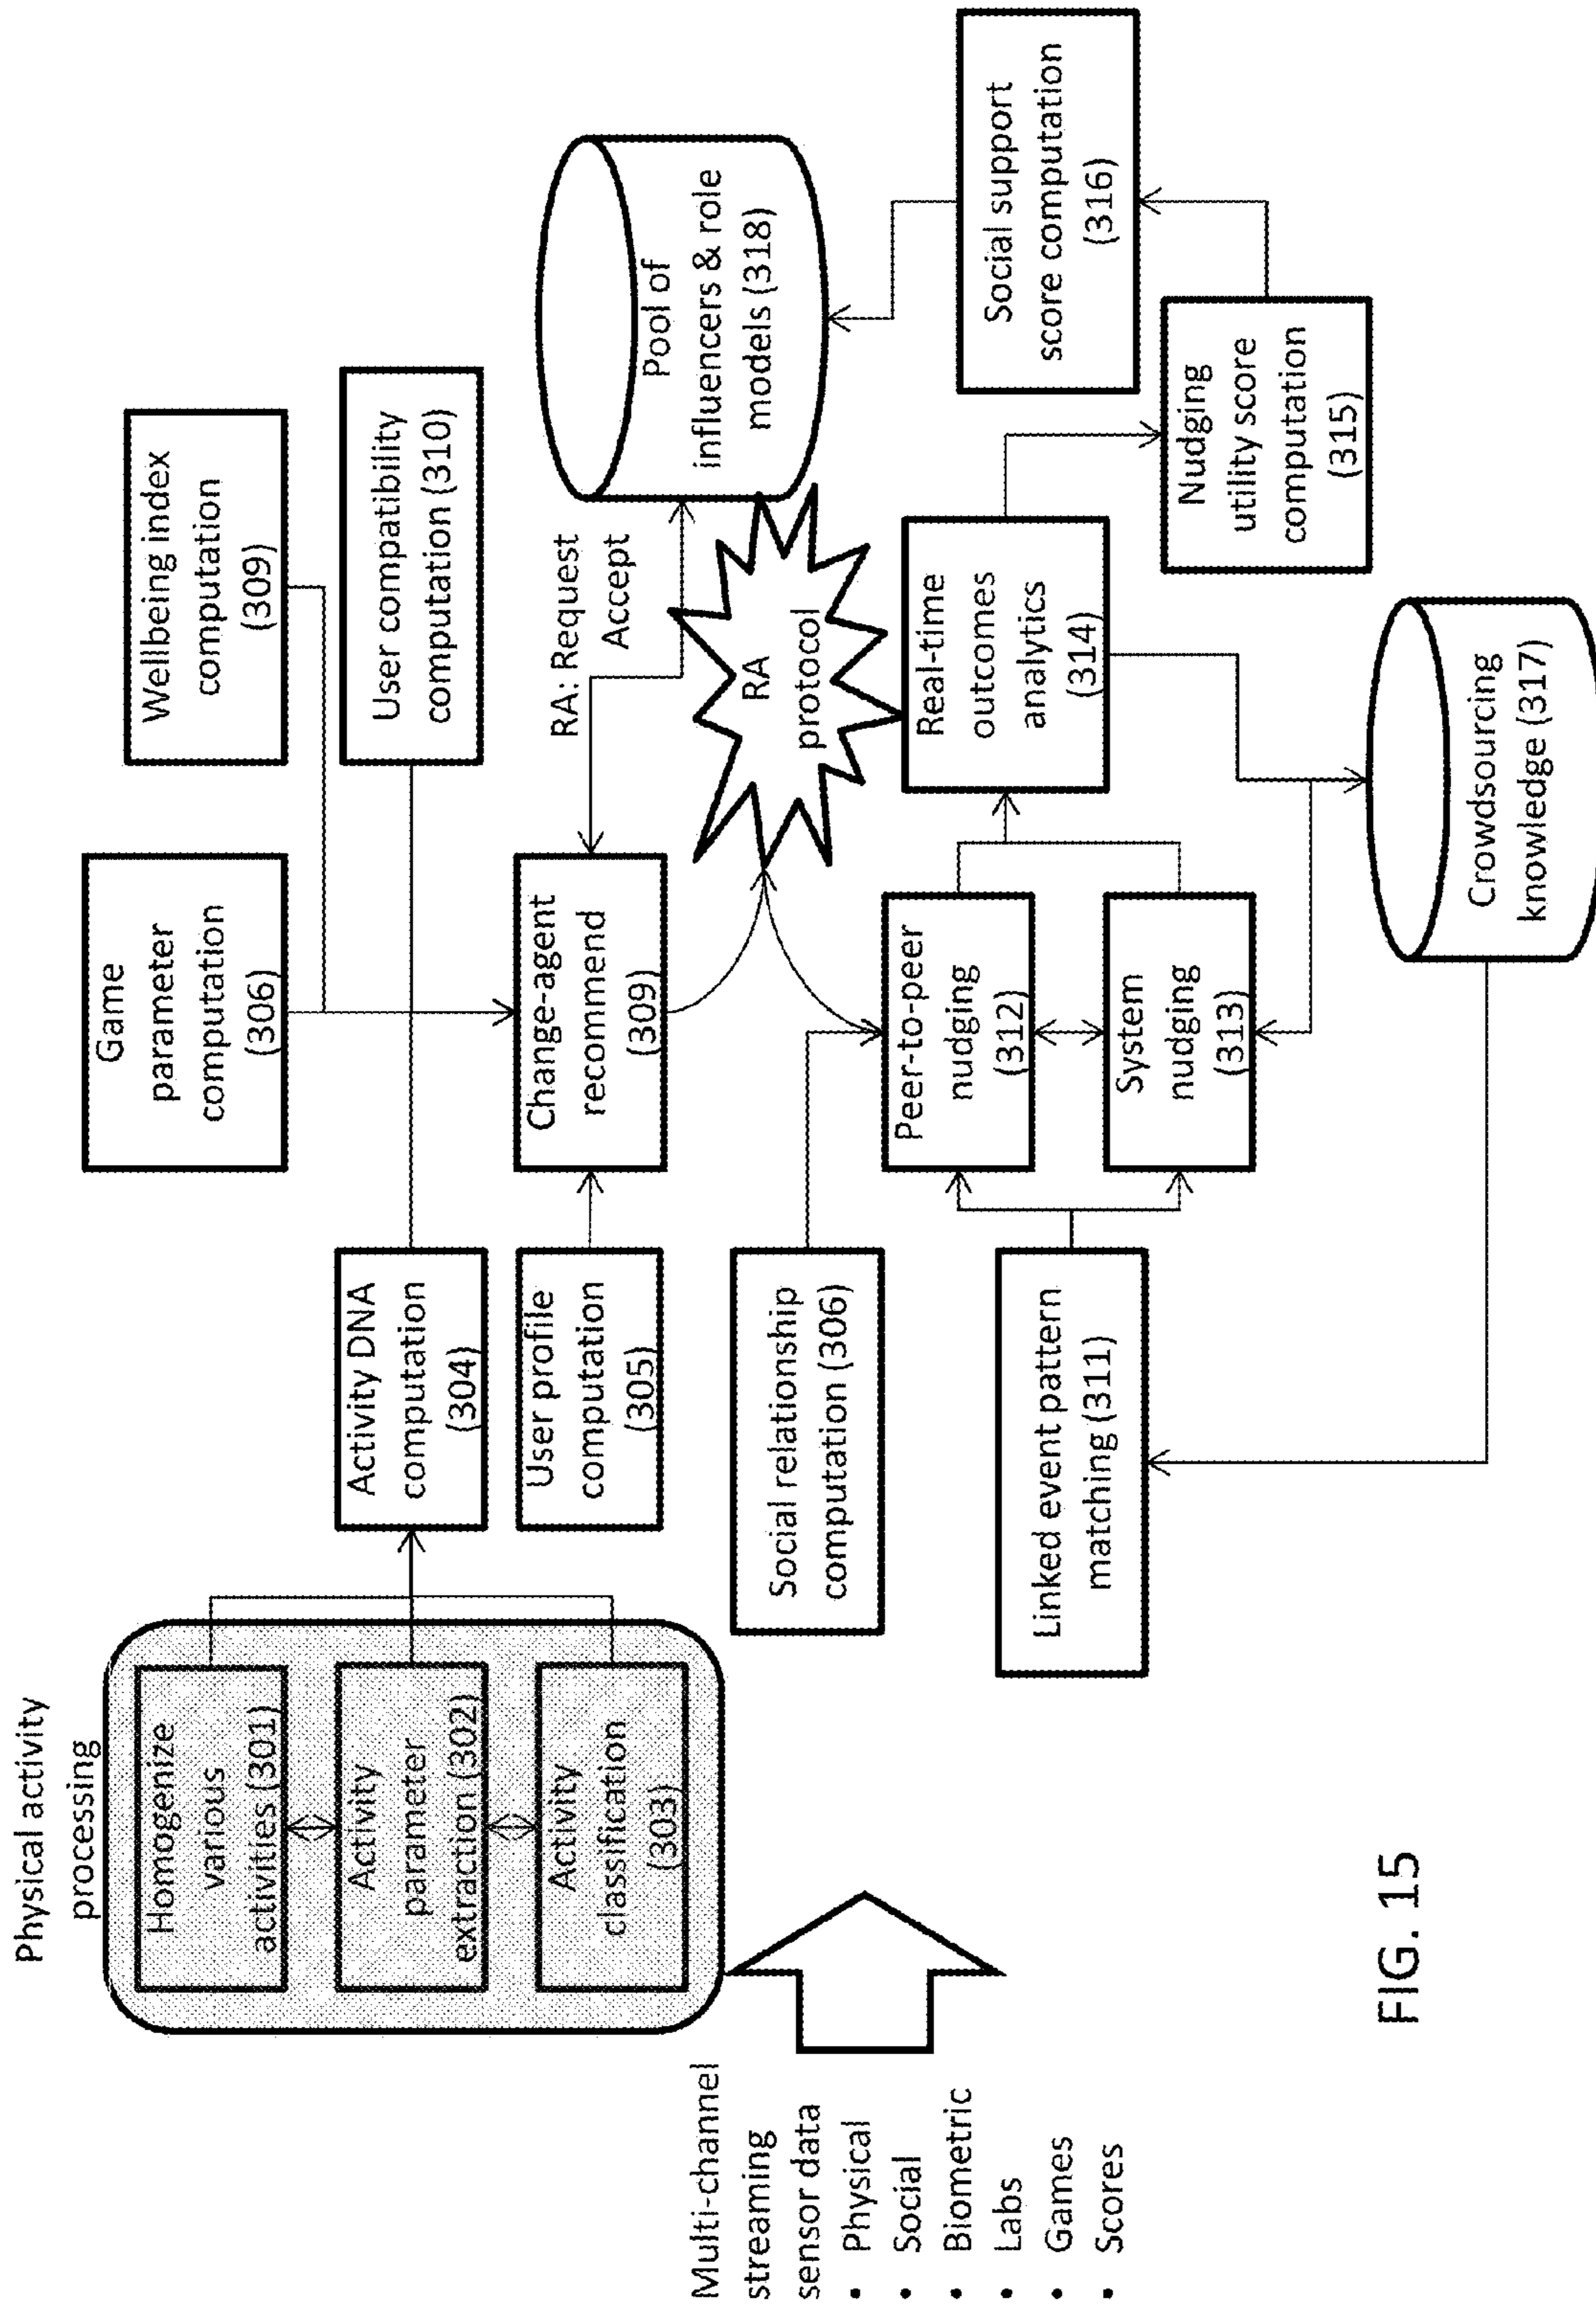 Physical activity
processing
Homogenize
various
activities (301)
Activity
parameter
extraction (302)
Activity
classification
(303)
Multi-channel
streaming
sensor data
• Physical
• Social
• Biometric
• Labs
• Games
• Scores
Activity DNA
computation
(304)
User profile
computation
(305)
Social relationship
computation (306)
Linked event pattern
matching (311)
Game
parameter
computation
(306)
Wellbeing index
computation
(309)
User compatibility
computation (310)
Change-agent
recommend
(309)
RA: Request
Accept
RA
protocol
Pool of
influencers & role
models (318)
Peer-to-peer
nudging
(312)
System
nudging
(313)
Real-time
outcomes
analytics
(314)
Nudging
utility score
computation
(315)
Social support
score computation
(316)
Crowdsourcing
knowledge (317)
FIG. 15